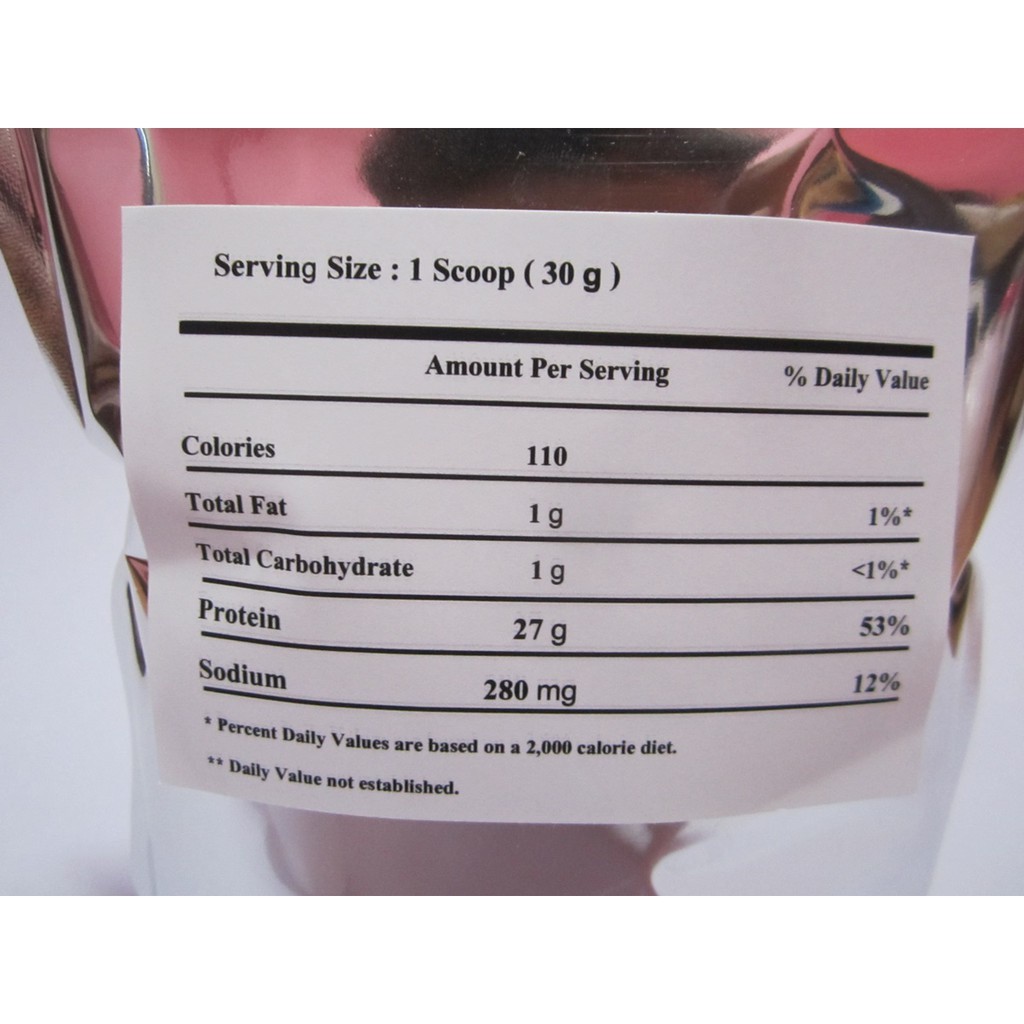 Serving Size : 1 Scoop ( 30 g )
Amount Per Serving % Daily Value
Colories 110
Total Fat 1 g 1%*
Total Carbohydrate 1 g <1%*
Protein 27 g 53%
Sodium 280 mg 12%
* Percent Daily Values are based on a 2,000 calorie diet.
** Daily Value not established.